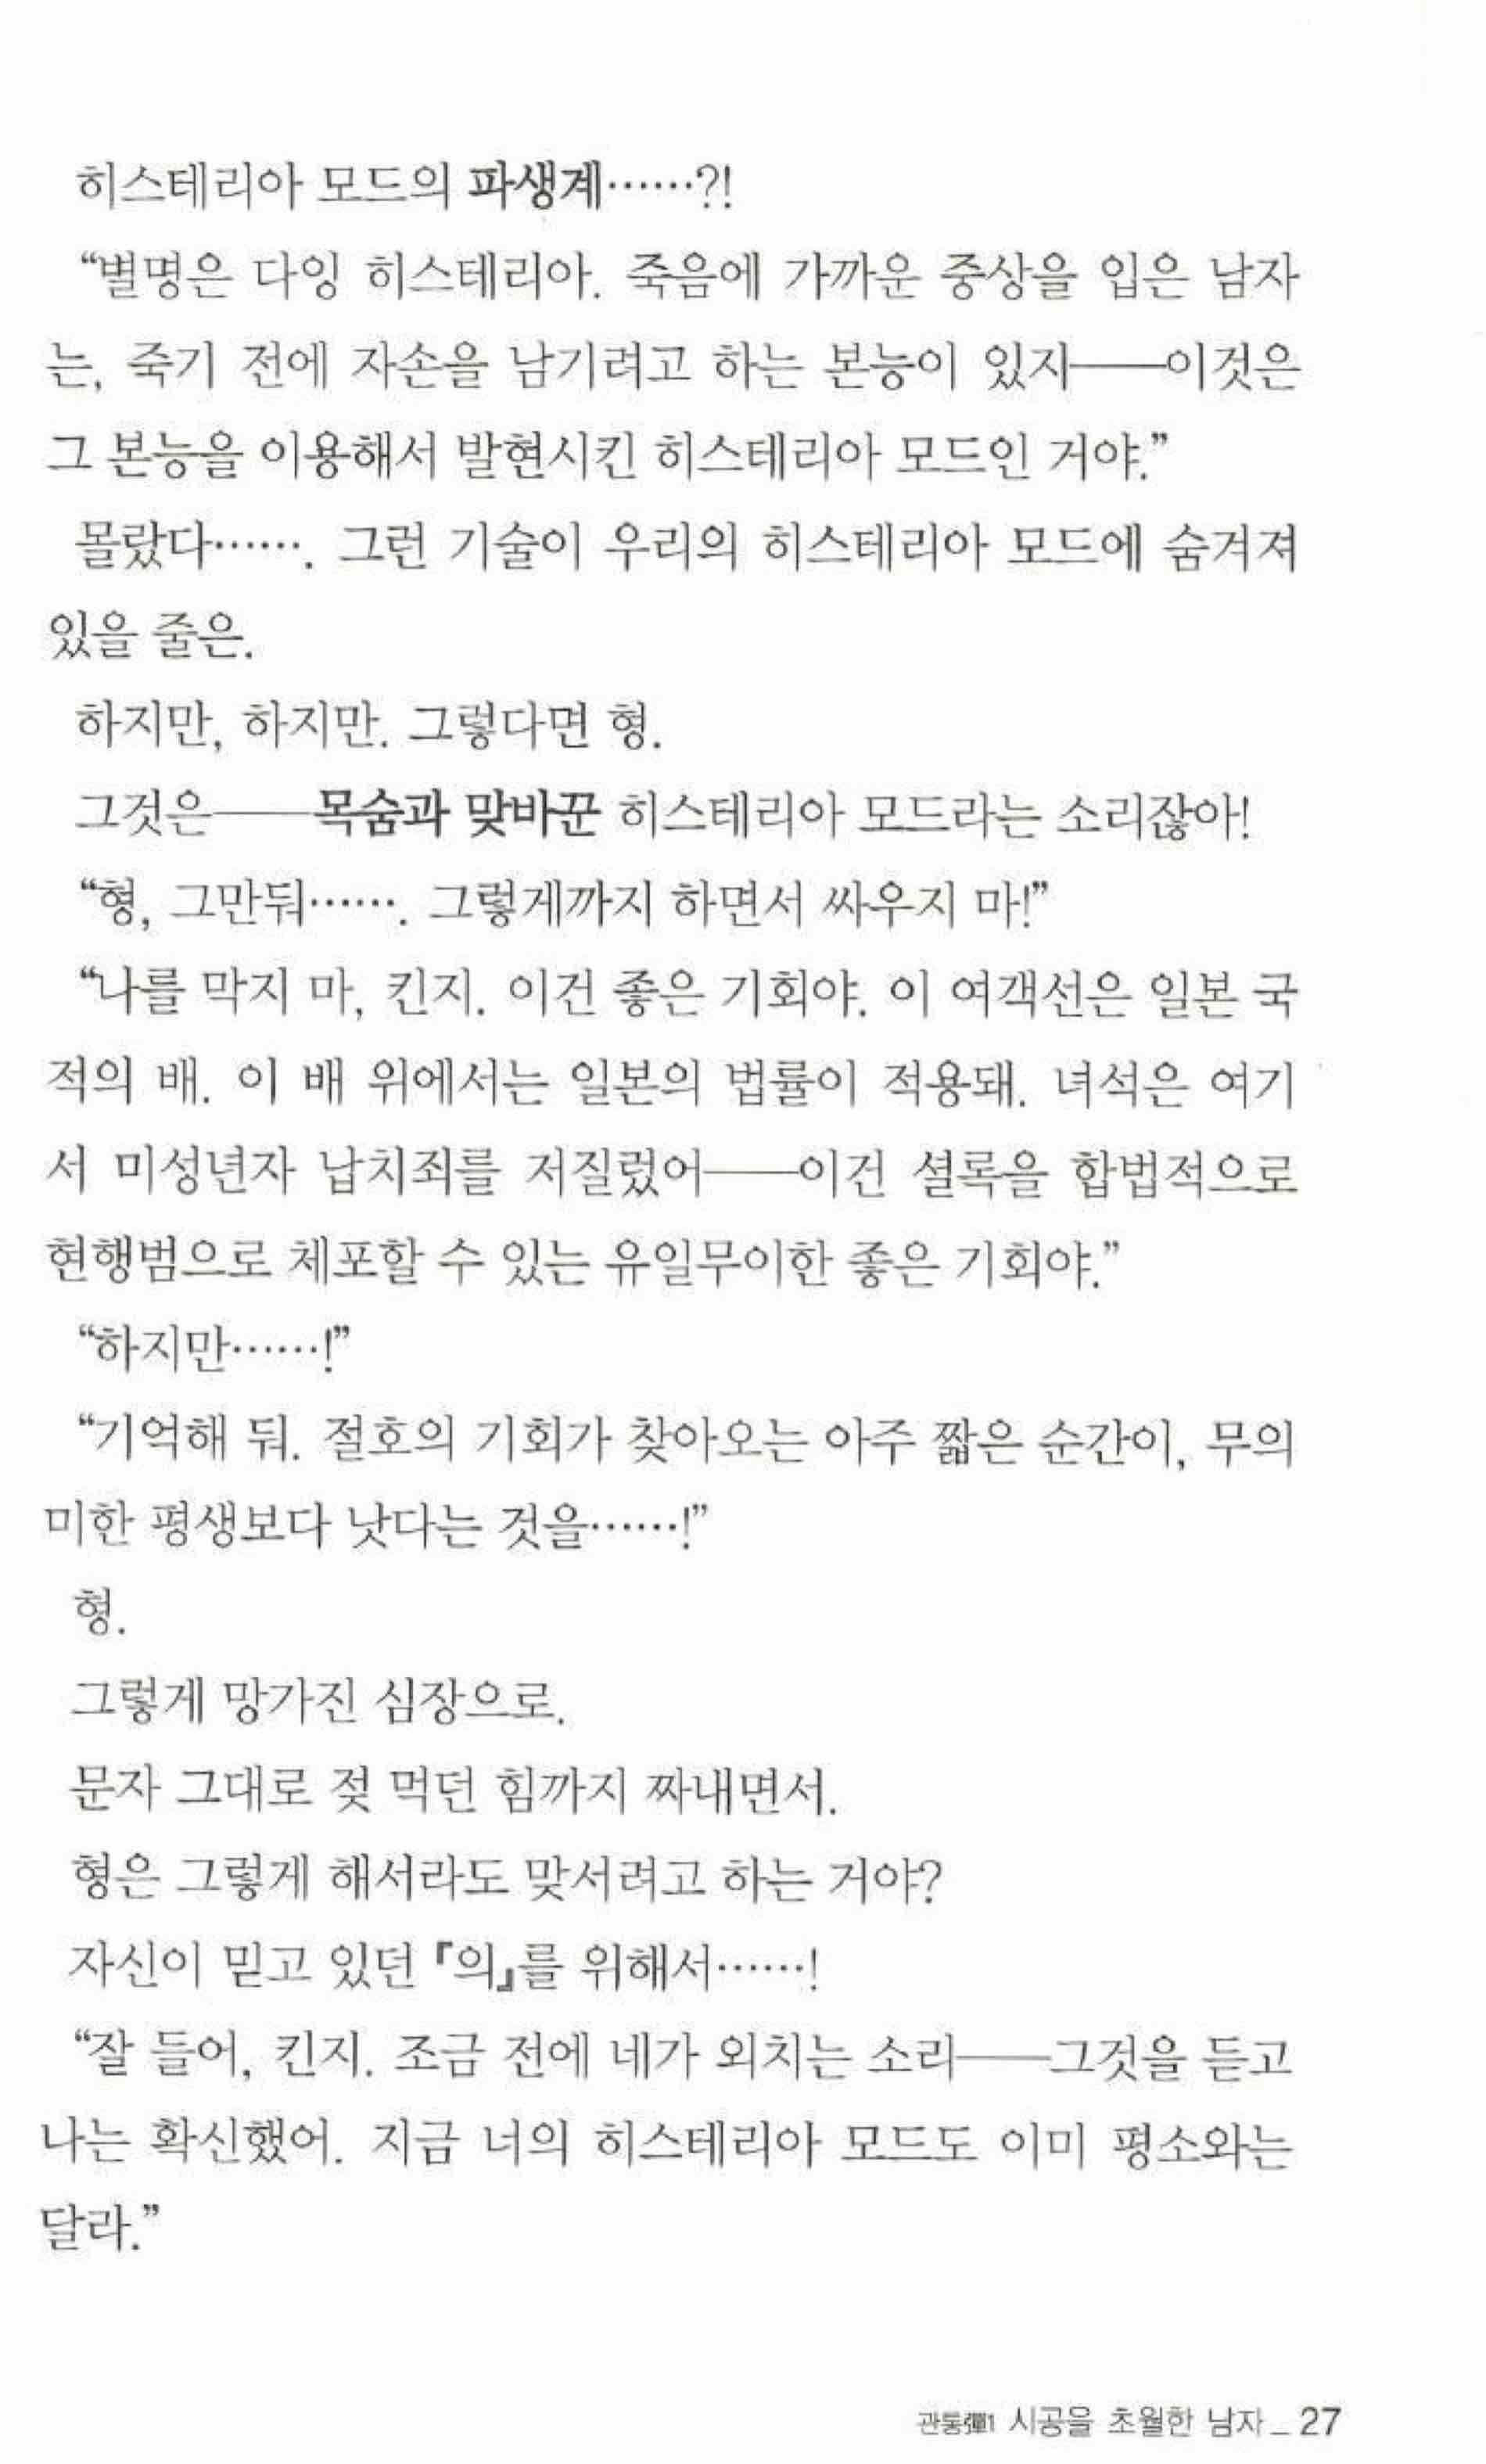 히스테리아 모드의 파생계……?!
“별명은 다잉 히스테리아. 죽음에 가까운 중상을 입은 남자
는, 죽기 전에 자손을 남기려고 하는 본능이 있지――이것은
그 본능을 이용해서 발현시킨 히스테리아 모드인 거야.”
몰랐다……. 그런 기술이 우리의 히스테리아 모드에 숨겨져
있을 줄은.
하지만, 하지만. 그렇다면 형.
그것은――목숨과 맞바꾼 히스테리아 모드라는 소리잖아!
“형, 그만둬……. 그렇게까지 하면서 싸우지 마!”
“나를 막지 마, 킨지. 이건 좋은 기회야. 이 여객선은 일본 국
적의 배. 이 배 위에서는 일본의 법률이 적용돼. 녀석은 여기
서 미성년자 납치죄를 저질렀어――이건 셜록을 합법적으로
현행범으로 체포할 수 있는 유일무이한 좋은 기회야.”
“하지만……!”
“기억해 둬. 절호의 기회가 찾아오는 아주 짧은 순간이, 무의
미한 평생보다 낫다는 것을……!”
형.
그렇게 망가진 심장으로.
문자 그대로 젖 먹던 힘까지 짜내면서.
형은 그렇게 해서라도 맞서려고 하는 거야?
자신이 믿고 있던 『의』를 위해서……!
“잘 들어, 킨지. 조금 전에 네가 외치는 소리――그것을 듣고
나는 확신했어. 지금 너의 히스테리아 모드도 이미 평소와는
달라.”
관통彈1 시공을 초월한 남자_27